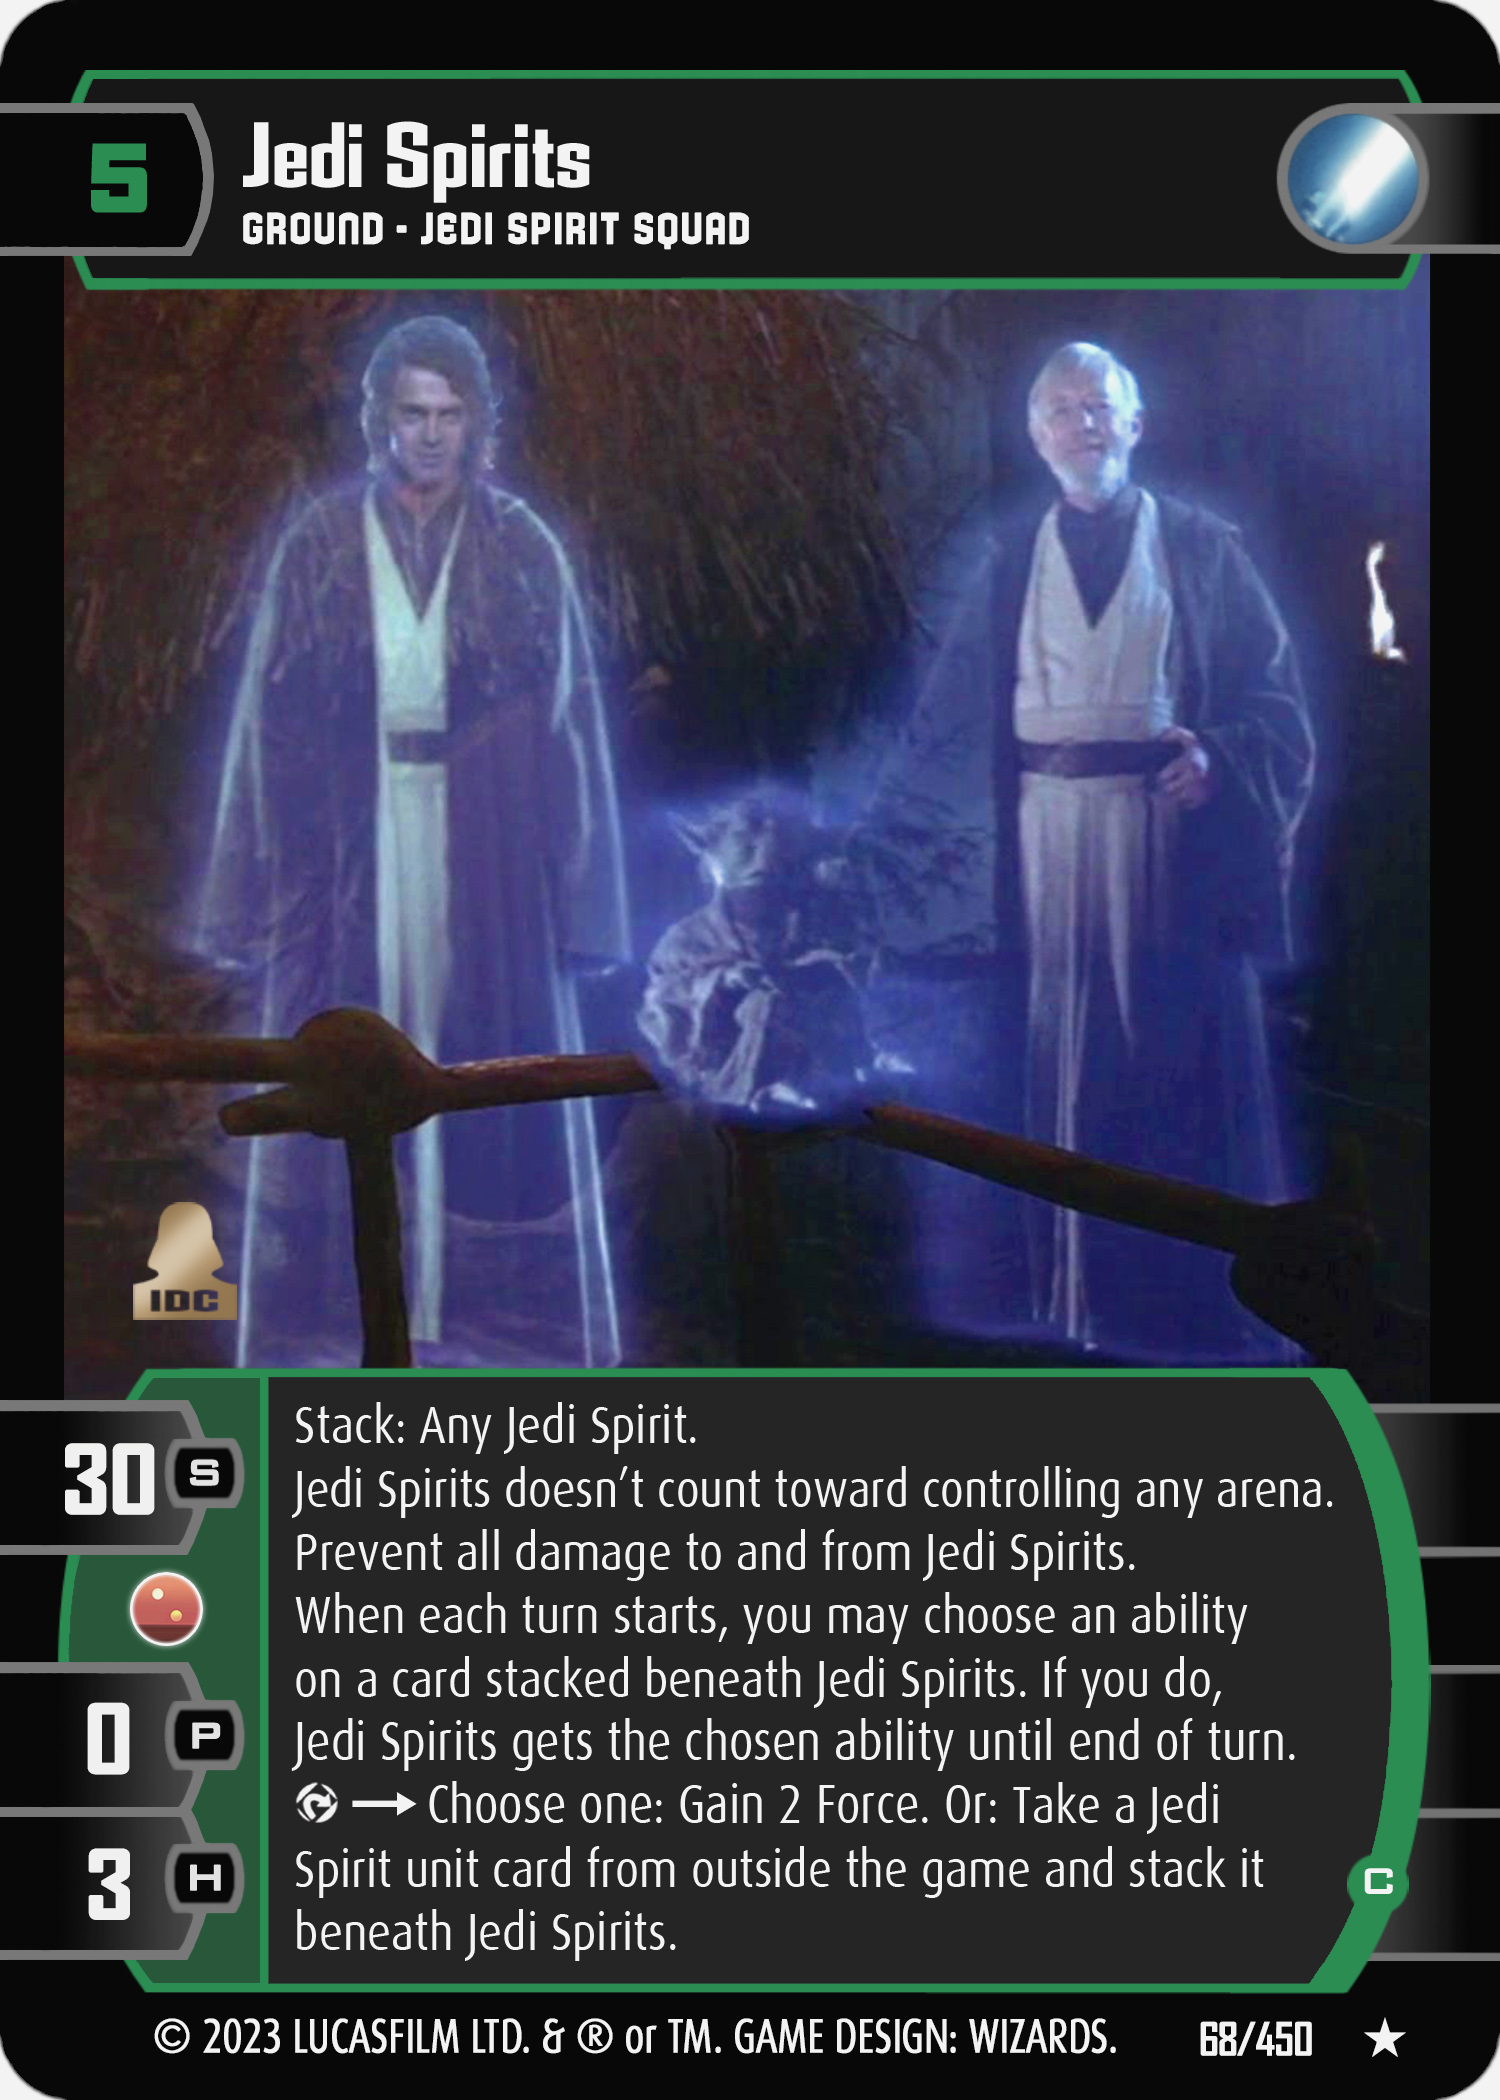 5
Jedi Spirits
GROUND - JEDI SPIRIT SQUAD
IDC
30 S
0 P
3 H
Stack: Any Jedi Spirit.
Jedi Spirits doesn't count toward controlling any arena.
Prevent all damage to and from Jedi Spirits.
When each turn starts, you may choose an ability
on a card stacked beneath Jedi Spirits. If you do,
Jedi Spirits gets the chosen ability until end of turn.
→ Choose one: Gain 2 Force. Or: Take a Jedi
Spirit unit card from outside the game and stack it
beneath Jedi Spirits.
C
© 2023 LUCASFILM LTD. & ® or TM. GAME DESIGN: WIZARDS. 68/450 ★